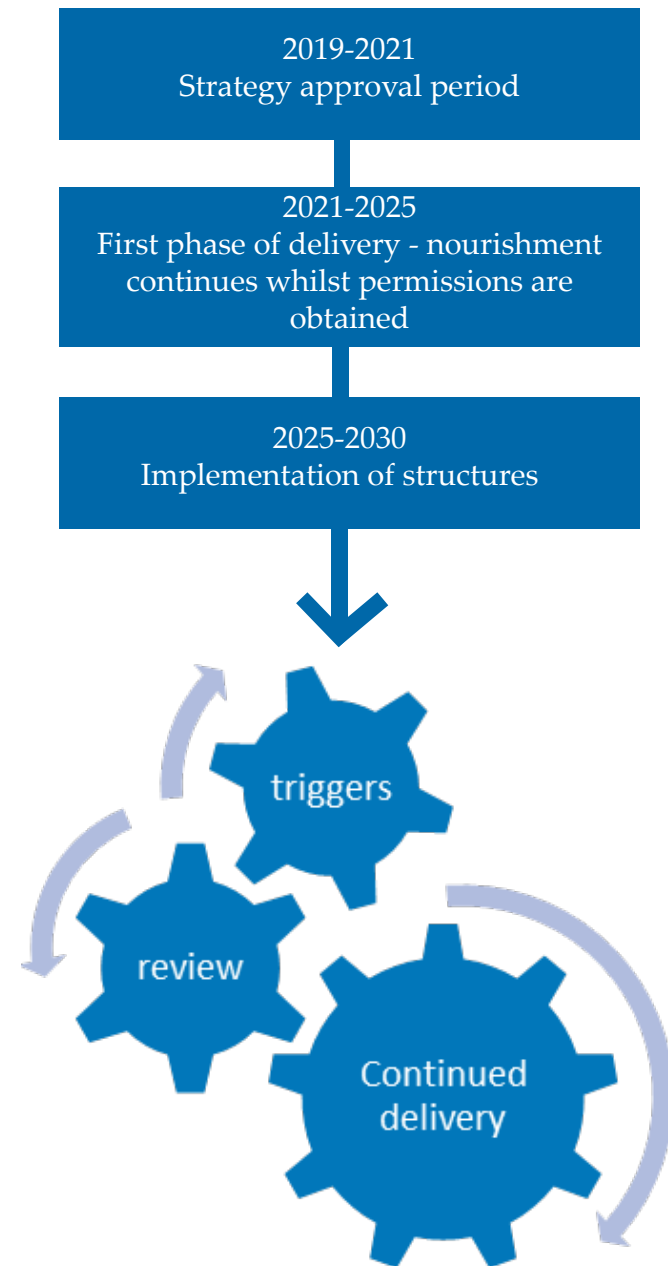 2019-2021
Strategy approval period
2021-2025
First phase of delivery - nourishment
continues whilst permissions are
obtained
2025-2030
Implementation of structures
triggers
review
Continued
delivery